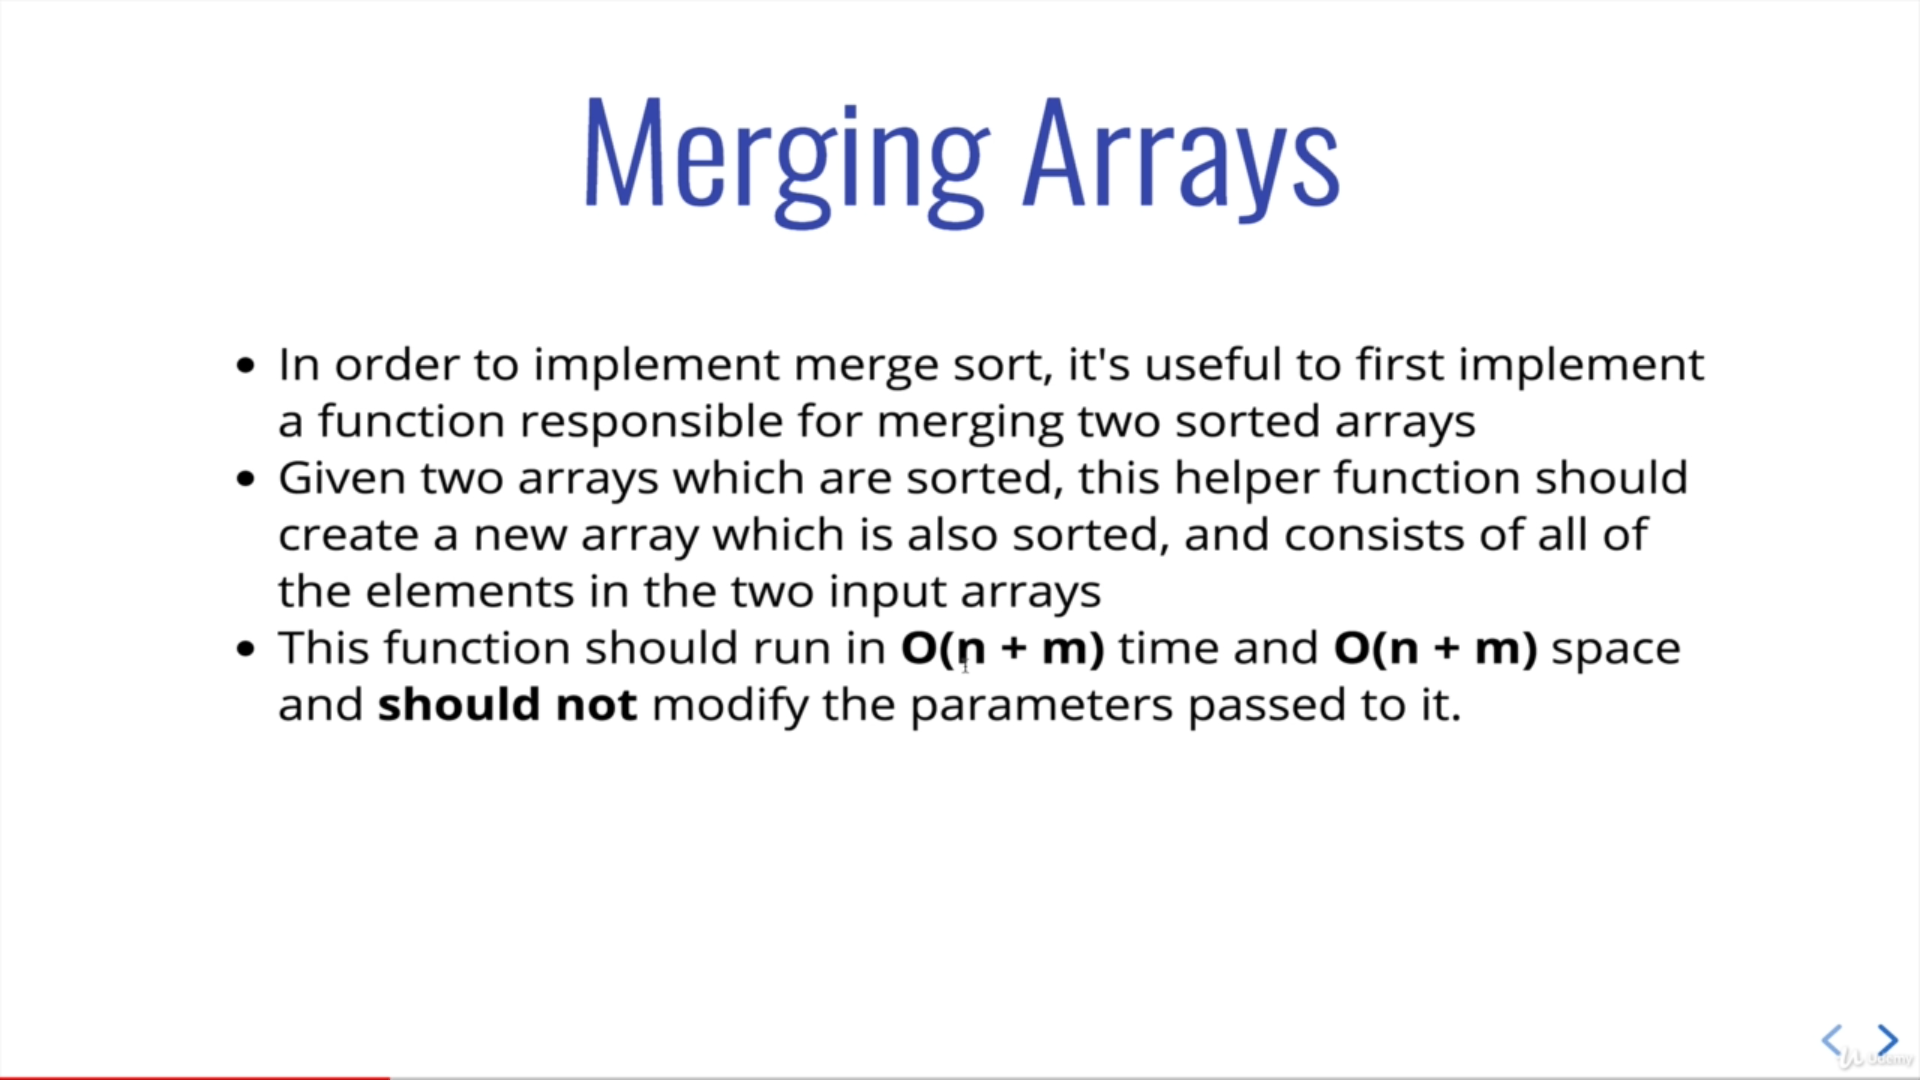 Merging Arrays
• In order to implement merge sort, it's useful to first implement
a function responsible for merging two sorted arrays
• Given two arrays which are sorted, this helper function should
create a new array which is also sorted, and consists of all of
the elements in the two input arrays
• This function should run in O(n + m) time and O(n + m) space
and should not modify the parameters passed to it.
Udemy